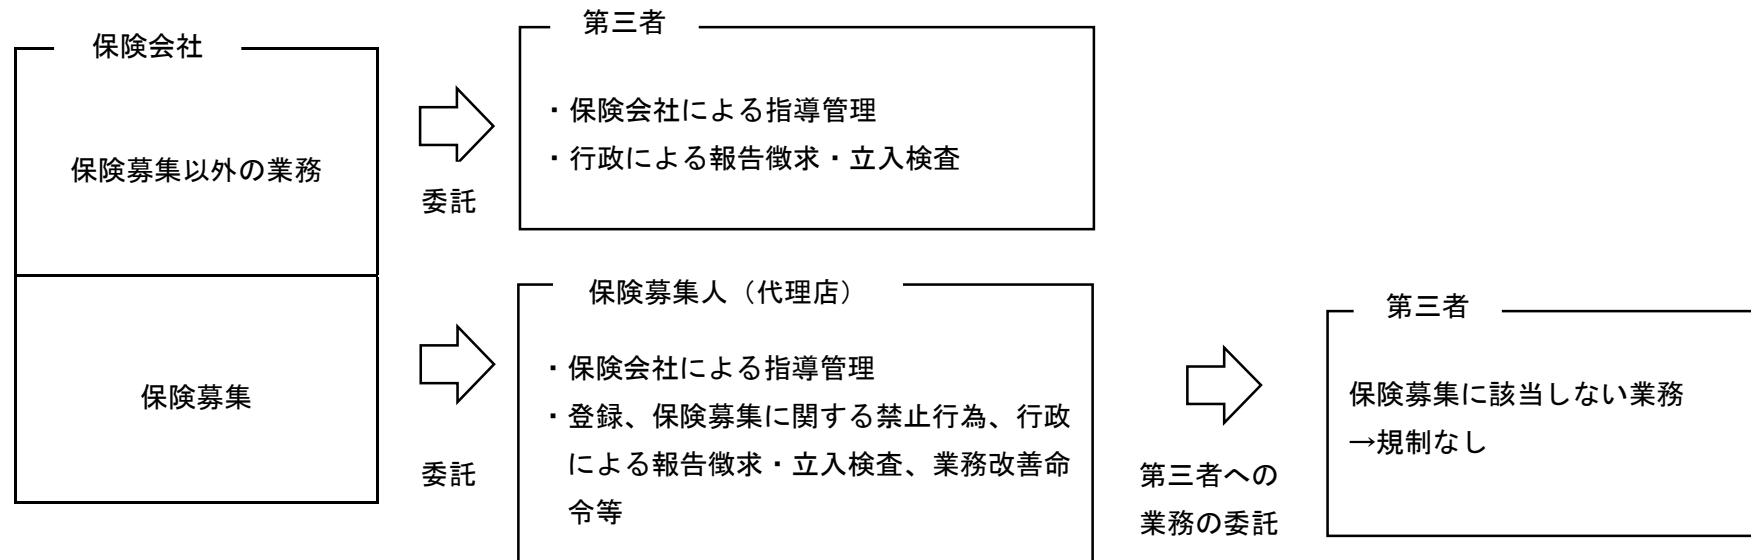 保険会社
保険募集以外の業務
保険募集
委託
第三者
・保険会社による指導管理
・行政による報告徴求・立入検査
委託
保険募集人（代理店）
・保険会社による指導管理
・登録、保険募集に関する禁止行為、行政
による報告徴求・立入検査、業務改善命
令等
第三者への
業務の委託
第三者
保険募集に該当しない業務
→規制なし